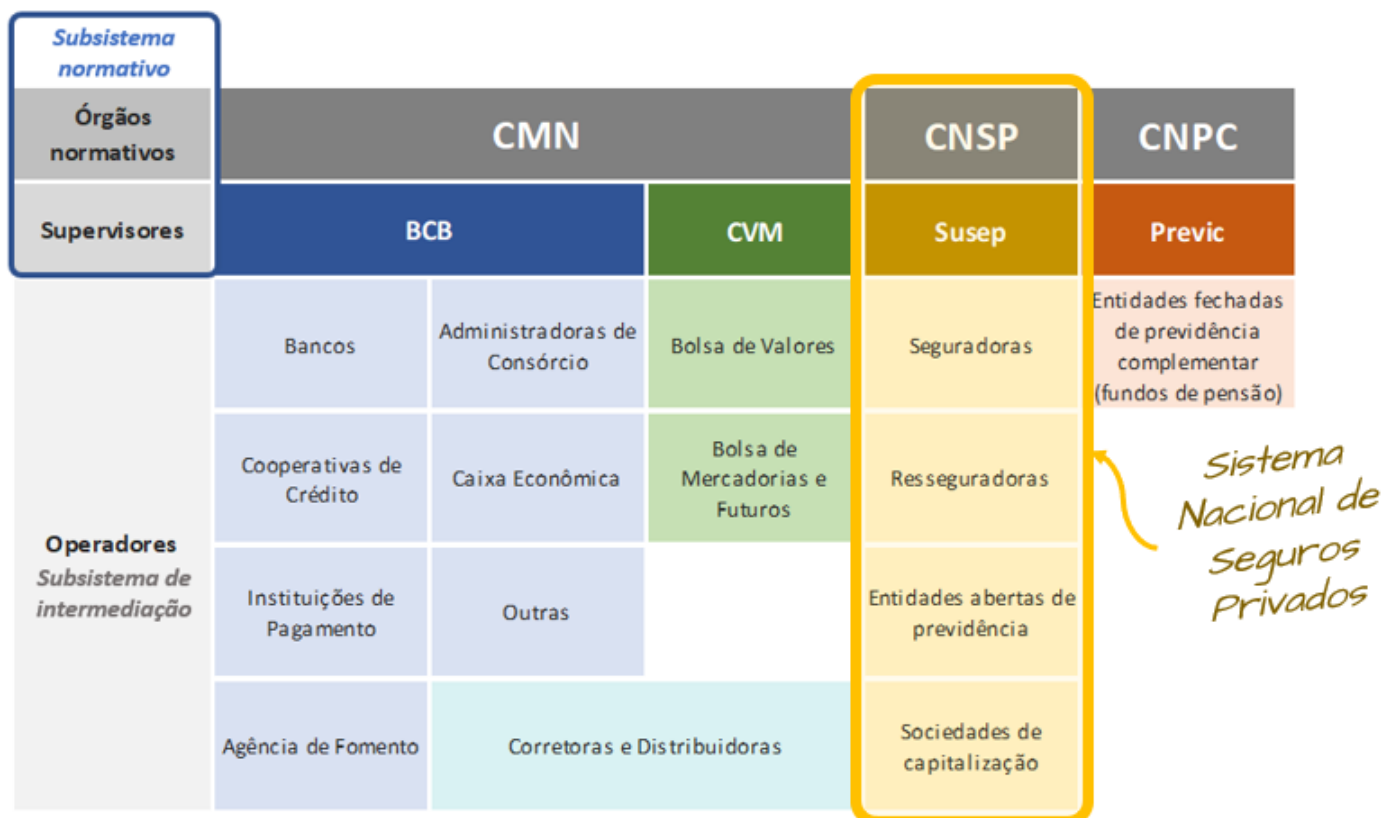 Subsistema
normativo
Órgãos
normativos
CMN
CNSP
CNPC
Supervisores
BCB
CVM
Susep
Previc
Bancos
Administradoras de
Consórcio
Bolsa de Valores
Seguradoras
Entidades fechadas
de previdência
complementar
(fundos de pensão)
Cooperativas de
Crédito
Caixa Econômica
Bolsa de
Mercadorias e
Futuros
Resseguradoras
Sistema
Nacional de
Seguros
Privados
Operadores
Subsistema de
intermediação
Instituições de
Pagamento
Outras
Entidades abertas de
previdência
Agência de Fomento
Corretoras e Distribuidoras
Sociedades de
capitalização